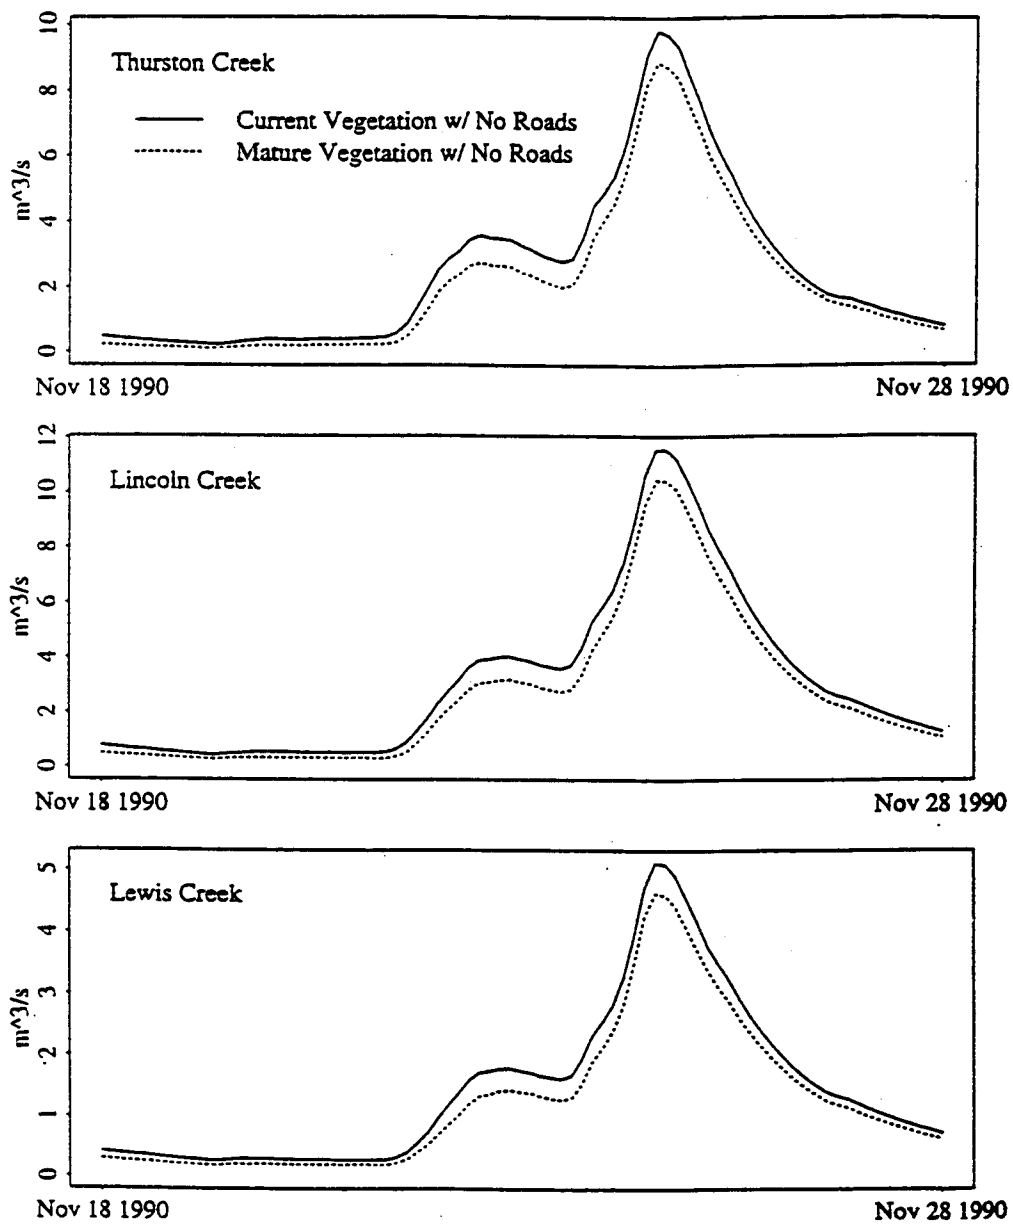 Thurston Creek
Current Vegetation w/ No Roads
Mature Vegetation w/ No Roads
m^3/s
0 2 4 6 8 10
Nov 18 1990 Nov 28 1990
Lincoln Creek
m^3/s
0 2 4 6 8 10 12
Nov 18 1990 Nov 28 1990
Lewis Creek
m^3/s
0 1 2 3 4 5
Nov 18 1990 Nov 28 1990